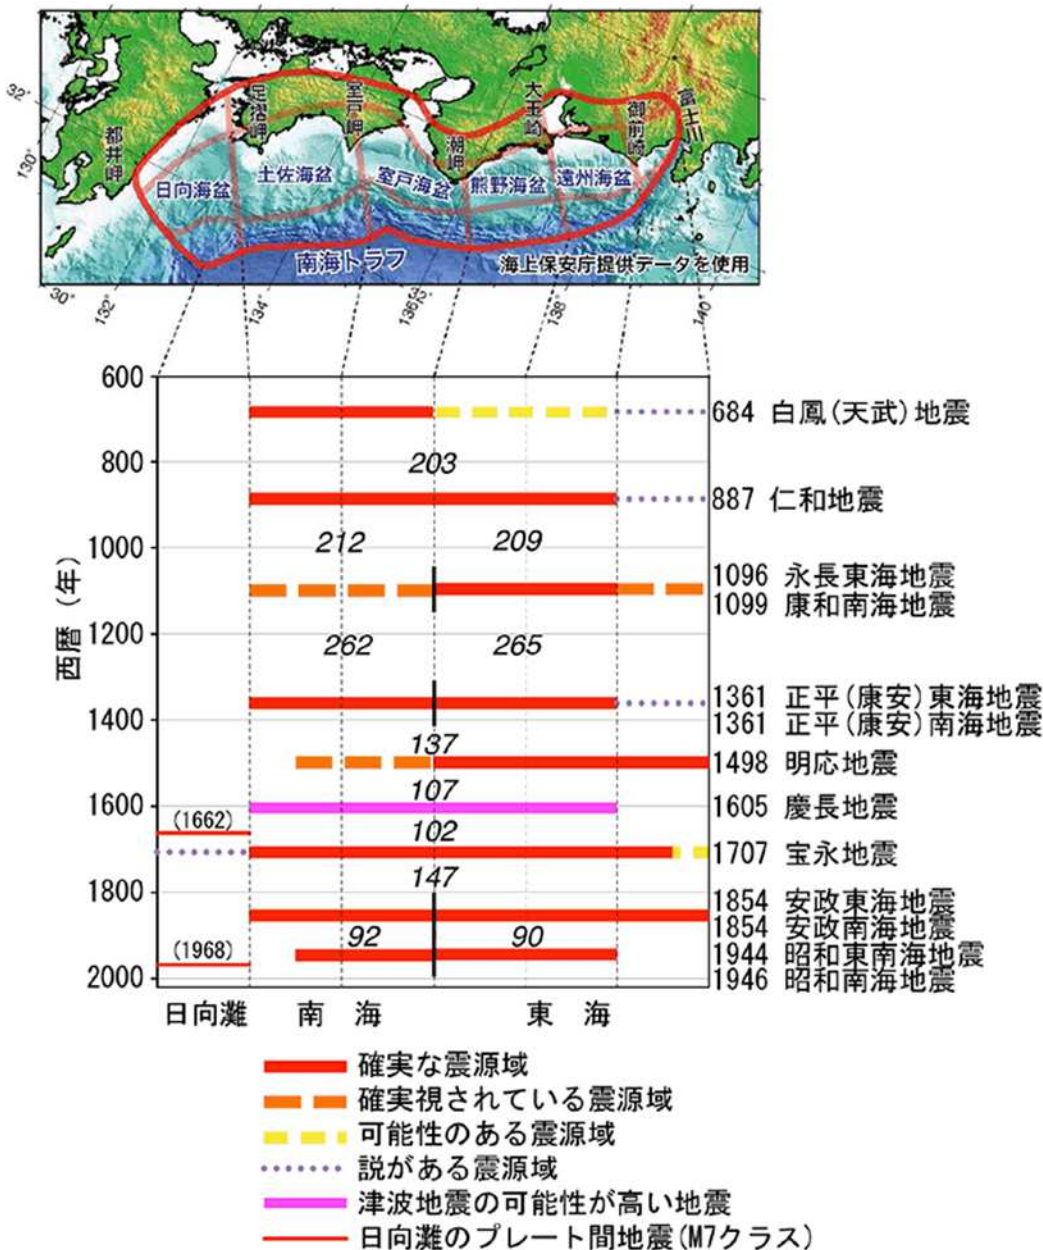 都井岬
足摺岬
室戸岬
潮岬
大王崎
御前崎
富士川
日向海盆
土佐海盆
室戸海盆
熊野海盆
遠州海盆
南海トラフ
海上保安庁提供データを使用
32°
130°
30°
132°
134°
136°
138°
140°
西暦（年）
600
800
1000
1200
1400
1600
1800
2000
684 白鳳(天武)地震
203
887 仁和地震
212
209
1096 永長東海地震
1099 康和南海地震
262
265
1361 正平(康安)東海地震
1361 正平(康安)南海地震
137
1498 明応地震
107
1605 慶長地震
(1662)
102
1707 宝永地震
147
1854 安政東海地震
1854 安政南海地震
92
90
(1968)
1944 昭和東南海地震
1946 昭和南海地震
日向灘 南 海 東 海
確実な震源域
確実視されている震源域
可能性のある震源域
説がある震源域
津波地震の可能性が高い地震
日向灘のプレート間地震(M7クラス)